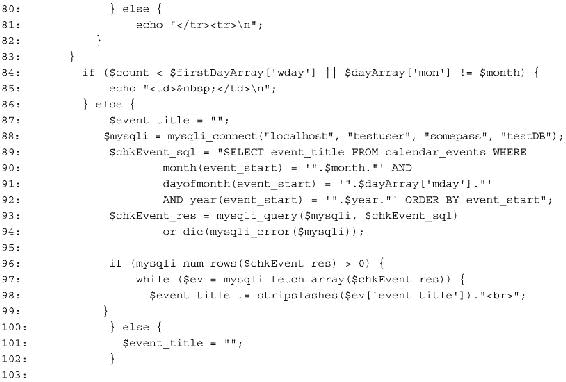 80:            } else {
81:                echo "</tr><tr>\n";
82:          }
83:       }
84:         if ($count < $firstDayArray['wday'] || $dayArray['mon'] != $month) {
85:            echo "<td>&nbsp;</td>\n";
86:         } else {
87:            $event_title = "";
88:            $mysqli = mysqli_connect("localhost", "testuser", "somepass", "testDB");
89:            $chkEvent_sql = "SELECT event_title FROM calendar_events WHERE
90:                    month(event_start) = '".$month."' AND
91:                    dayofmonth(event_start) = '".$dayArray['mday']."'
92:                    AND year(event_start) = '".$year."' ORDER BY event_start";
93:            $chkEvent_res = mysqli_query($mysqli, $chkEvent_sql)
94:                    or die(mysqli_error($mysqli));
95:
96:            if (mysqli_num_rows($chkEvent_res) > 0) {
97:                while ($ev = mysqli_fetch_array($chkEvent_res)) {
98:                  $event_title .= stripslashes($ev['event_title'])."<br>";
99:           }
100:           } else {
101:             $event_title = "";
102:           }
103: